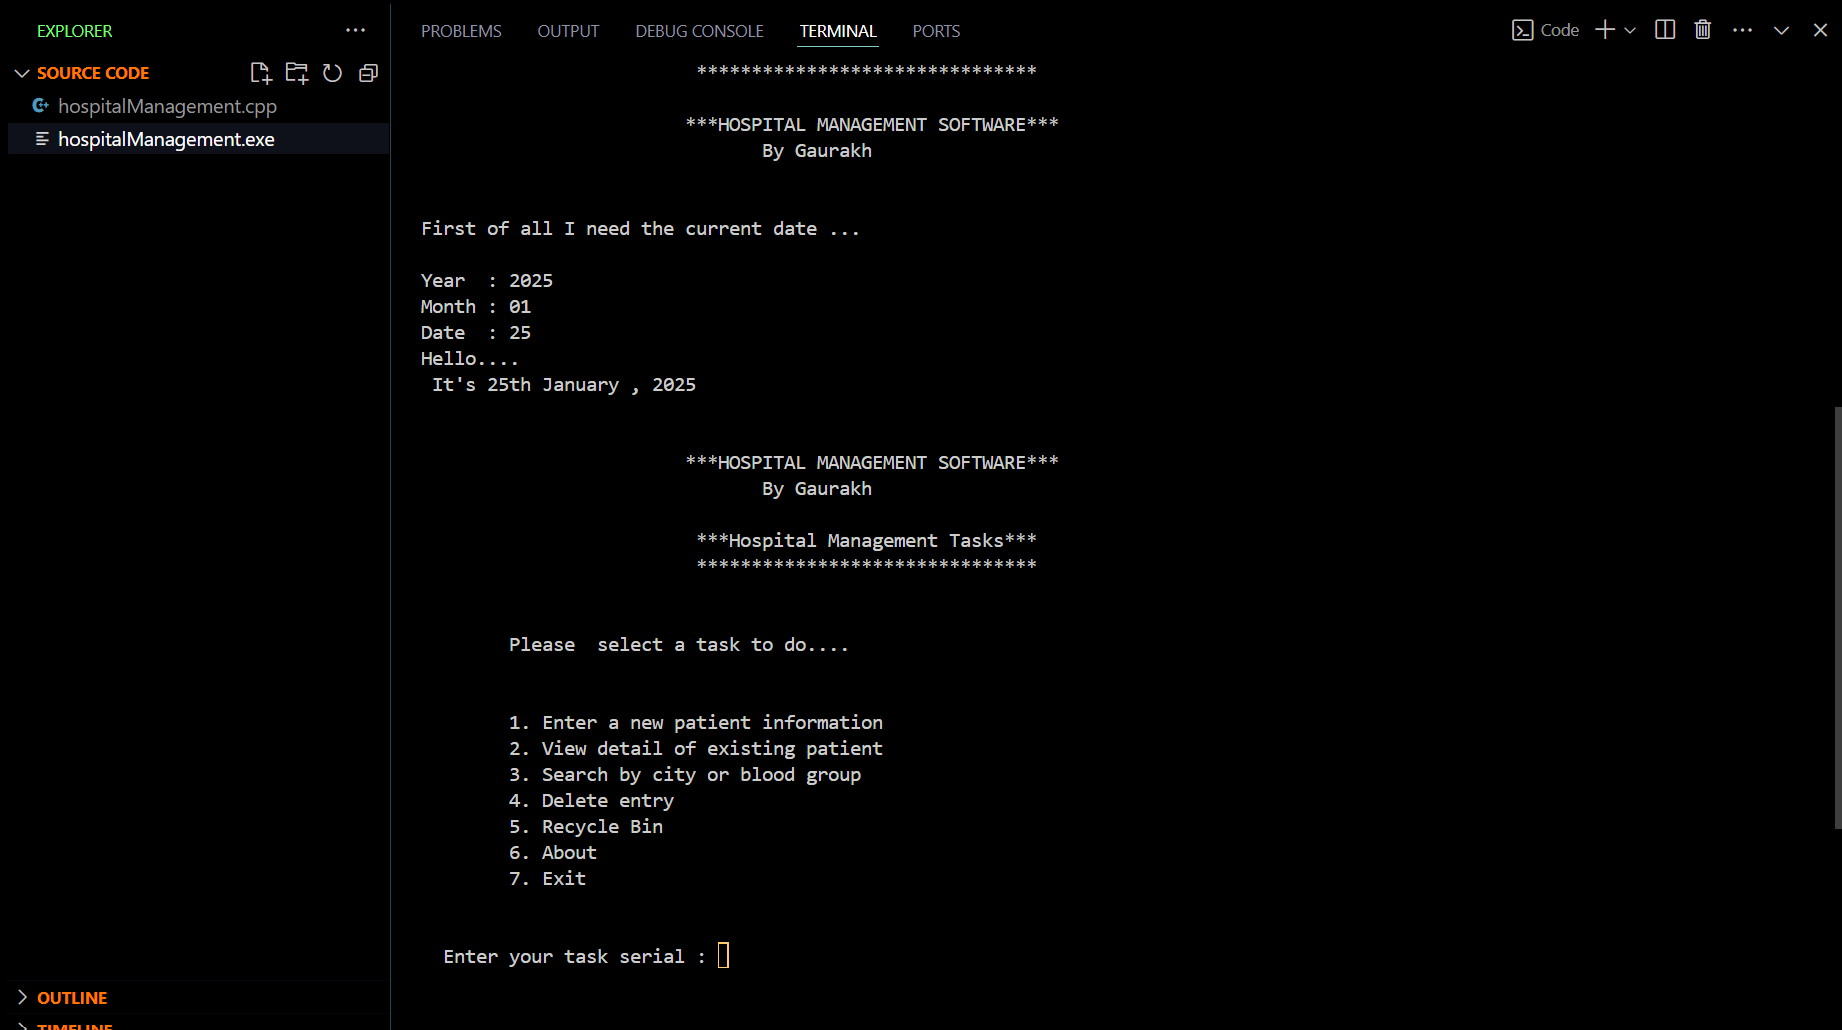 EXPLORER
SOURCE CODE
hospitalManagement.cpp
hospitalManagement.exe
OUTLINE
TIMELINE
PROBLEMS OUTPUT DEBUG CONSOLE TERMINAL PORTS
Code
*******************************
***HOSPITAL MANAGEMENT SOFTWARE***
By Gaurakh
First of all I need the current date ...
Year  : 2025
Month : 01
Date  : 25
Hello....
It's 25th January , 2025
***HOSPITAL MANAGEMENT SOFTWARE***
By Gaurakh
***Hospital Management Tasks***
*******************************
Please  select a task to do....
1. Enter a new patient information
2. View detail of existing patient
3. Search by city or blood group
4. Delete entry
5. Recycle Bin
6. About
7. Exit
Enter your task serial :